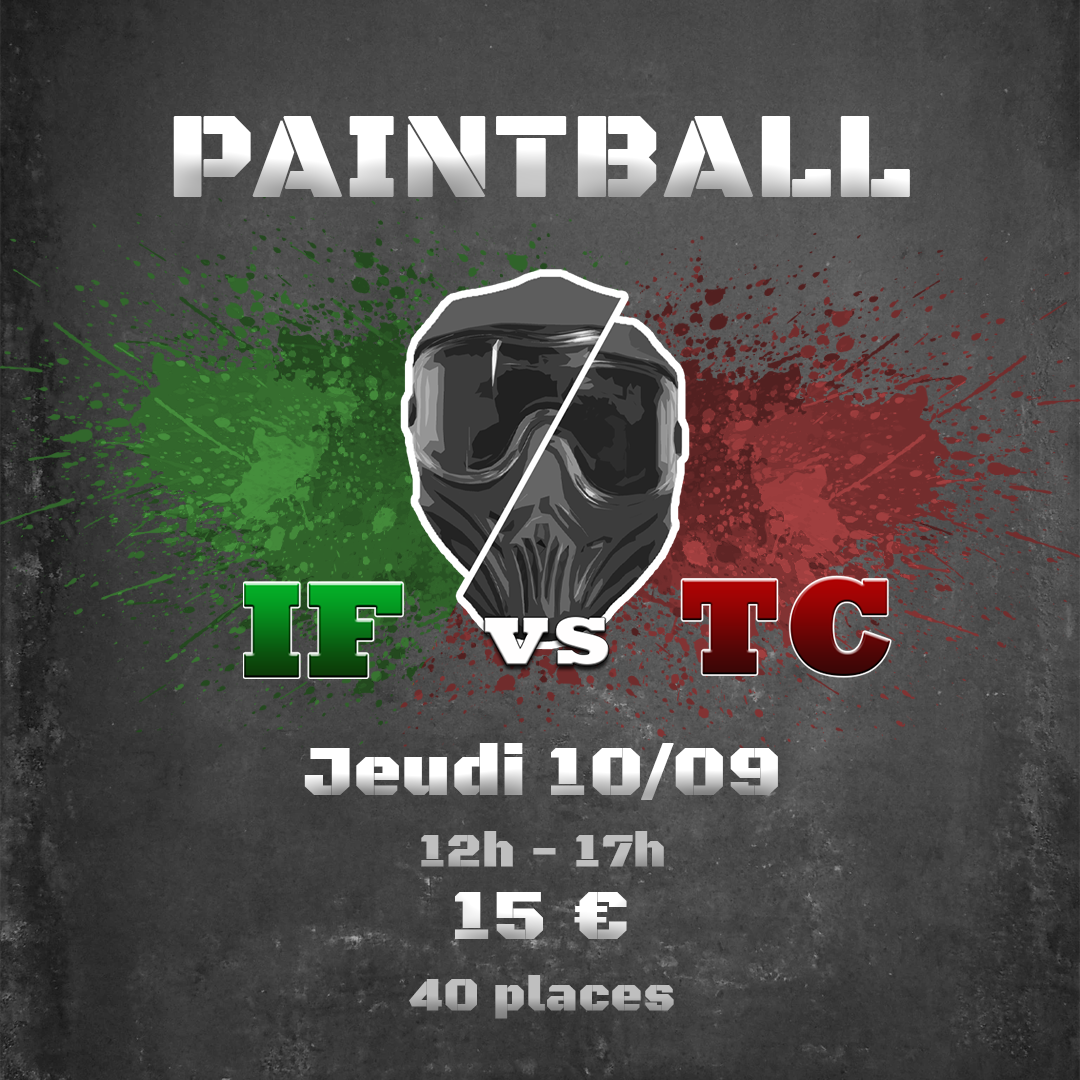 PAINTBALL
IF vs TC
Jeudi 10/09
12h - 17h
15 €
40 places